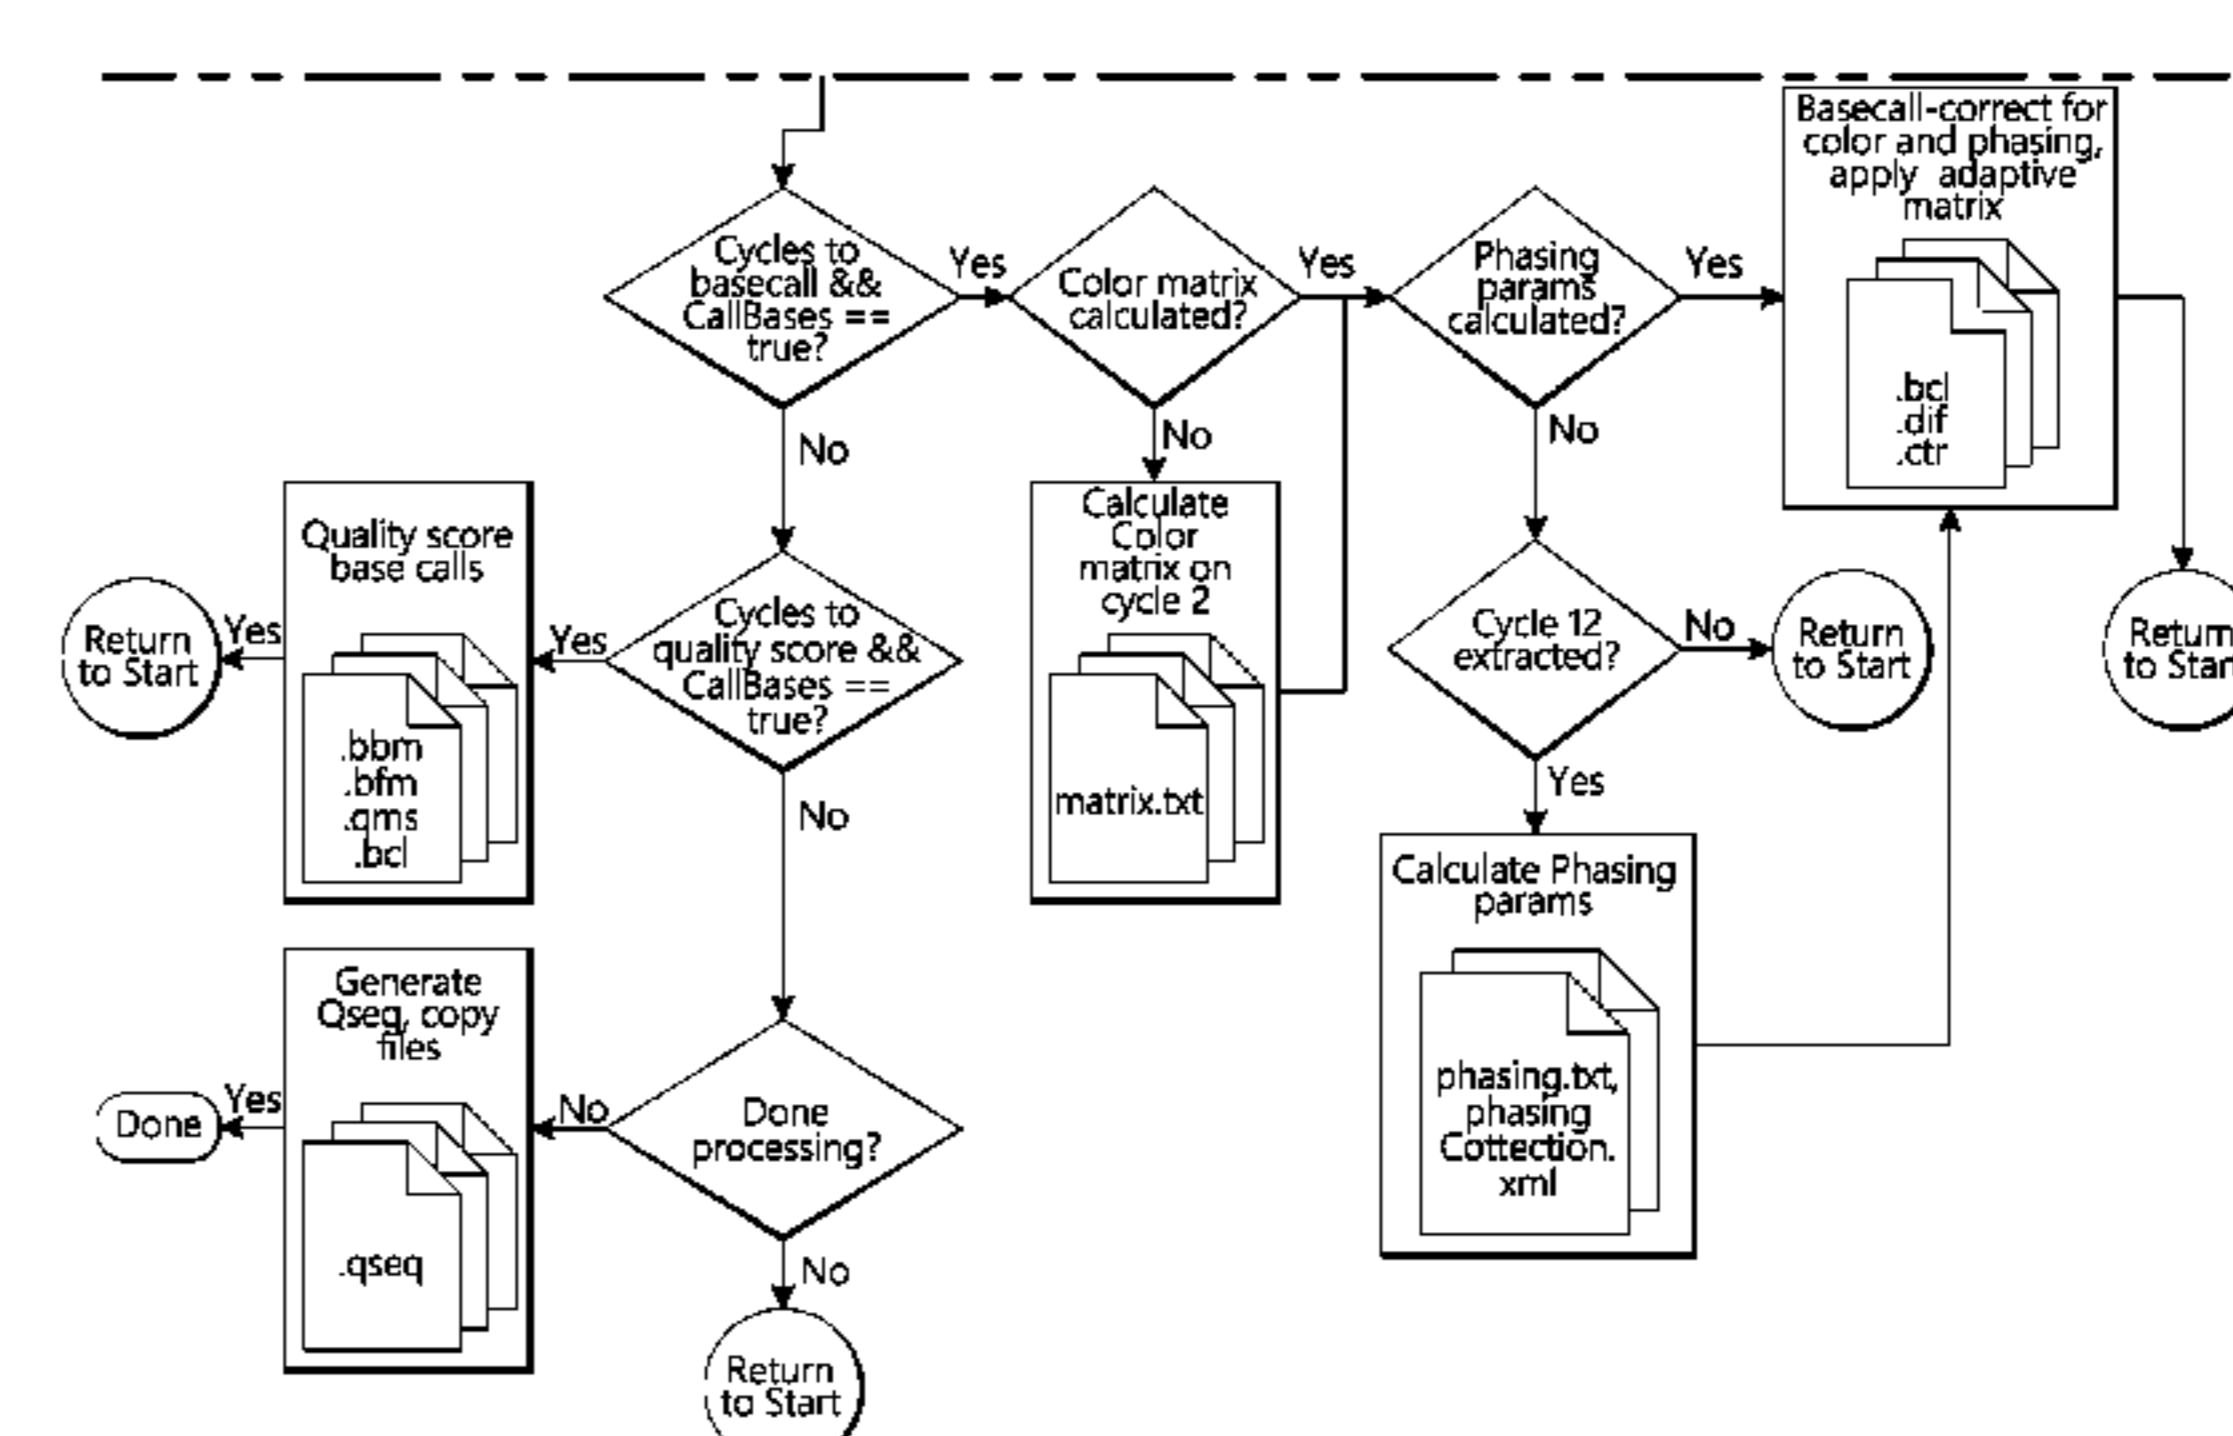 Basecall-correct for
color and phasing,
apply adaptive
matrix
.bcl
.dif
.ctr
Cycles to
basecall &&
CallBases ==
true?
Yes
Color matrix
calculated?
Yes
Phasing
params
calculated?
Yes
No
No
No
Quality score
base calls
.bbm
.bfm
.qms
.bcl
Return
to Start
Yes
Yes
Cycles to
quality score &&
CallBases ==
true?
No
Calculate
Color
matrix on
cycle 2
matrix.txt
Cycle 12
extracted?
No
Return
to Start
Return
to Start
Yes
Calculate Phasing
params
phasing.txt,
phasing
Cottection.
xml
Generate
Qseq, copy
files
.qseq
Done
Yes
No
Done
processing?
No
Return
to Start